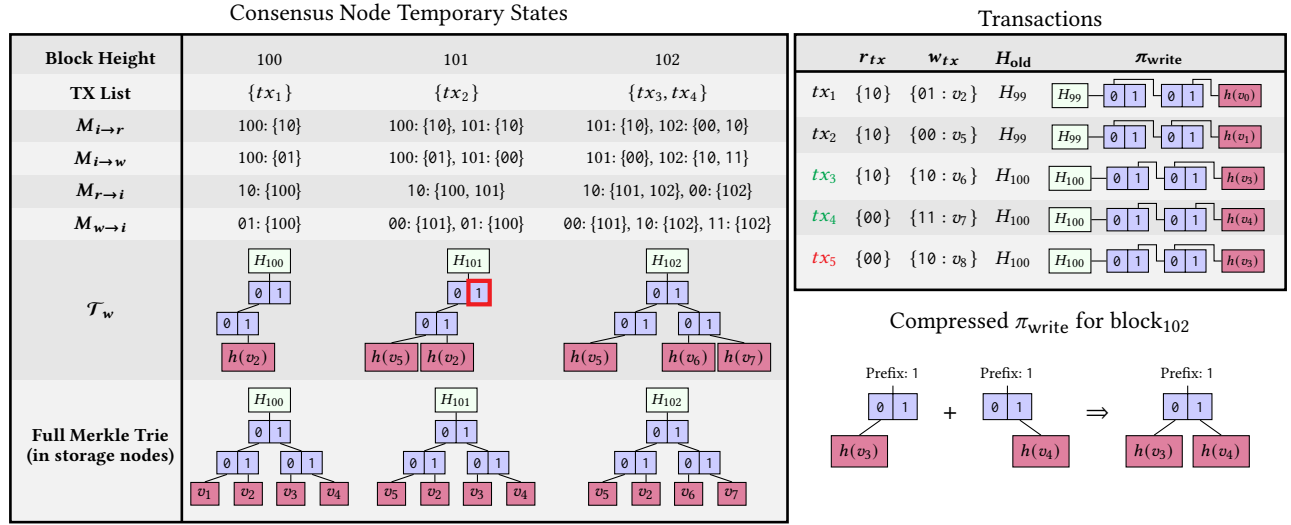 Consensus Node Temporary States
Block Height 100 101 102
TX List {tx₁} {tx₂} {tx₃, tx₄}
Mi→r 100: {10} 100: {10}, 101: {10} 101: {10}, 102: {00, 10}
Mi→w 100: {01} 100: {01}, 101: {00} 101: {00}, 102: {10, 11}
Mr→i 10: {100} 10: {100, 101} 10: {101, 102}, 00: {102}
Mw→i 01: {100} 00: {101}, 01: {100} 00: {101}, 10: {102}, 11: {102}
H₁₀₀ H₁₀₁ H₁₀₂
0 1 0 1 0 1
𝒯w
0 1 0 1 0 1 0 1
h(v₂) h(v₅) h(v₂) h(v₅) h(v₆) h(v₇)
H₁₀₀ H₁₀₁ H₁₀₂
0 1 0 1 0 1
Full Merkle Trie
(in storage nodes)
0 1 0 1 0 1 0 1 0 1 0 1
v₁ v₂ v₃ v₄ v₅ v₂ v₃ v₄ v₅ v₂ v₆ v₇
Transactions
rtx wtx Hold πwrite
tx₁ {10} {01 : v₂} H₉₉ H₉₉ 0 1 0 1 h(v₀)
tx₂ {10} {00 : v₅} H₉₉ H₉₉ 0 1 0 1 h(v₁)
tx₃ {10} {10 : v₆} H₁₀₀ H₁₀₀ 0 1 0 1 h(v₃)
tx₄ {00} {11 : v₇} H₁₀₀ H₁₀₀ 0 1 0 1 h(v₄)
tx₅ {00} {10 : v₈} H₁₀₀ H₁₀₀ 0 1 0 1 h(v₃)
Compressed πwrite for block₁₀₂
Prefix: 1 Prefix: 1 Prefix: 1
0 1 + 0 1 ⇒ 0 1
h(v₃) h(v₄) h(v₃) h(v₄)